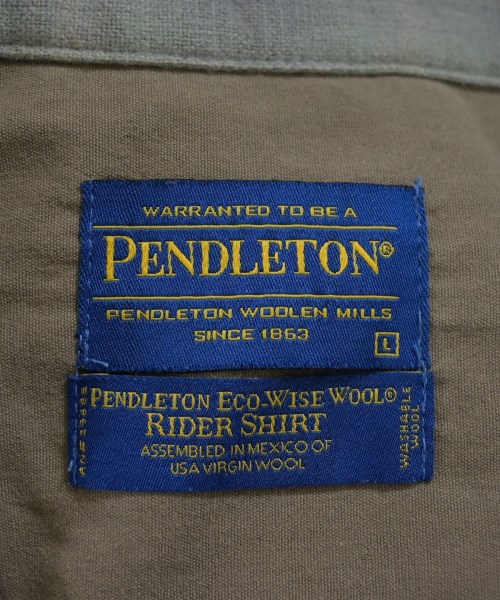 WARRANTED TO BE A
PENDLETON®
PENDLETON WOOLEN MILLS
SINCE 1863
L
PENDLETON ECO-WISE WOOL®
RIDER SHIRT
ASSEMBLED IN MEXICO OF
USA VIRGIN WOOL
WASHABLE
WOOL